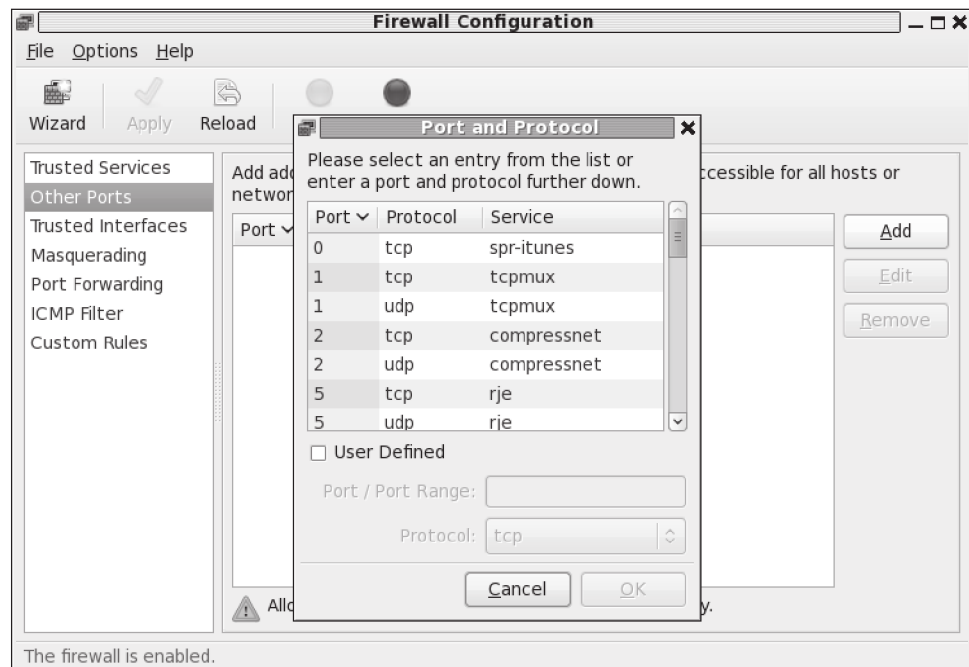 Firewall Configuration
File Options Help
Wizard Apply Reload
Port and Protocol
Trusted Services
Other Ports
Trusted Interfaces
Masquerading
Port Forwarding
ICMP Filter
Custom Rules
Add
Port
Please select an entry from the list or
enter a port and protocol further down.
Port Protocol Service
0 tcp spr-itunes
1 tcp tcpmux
1 udp tcpmux
2 tcp compressnet
2 udp compressnet
5 tcp rje
5 udp rje
User Defined
Port / Port Range:
Protocol: tcp
Cancel OK
for all hosts or
Add
Edit
Remove
The firewall is enabled.